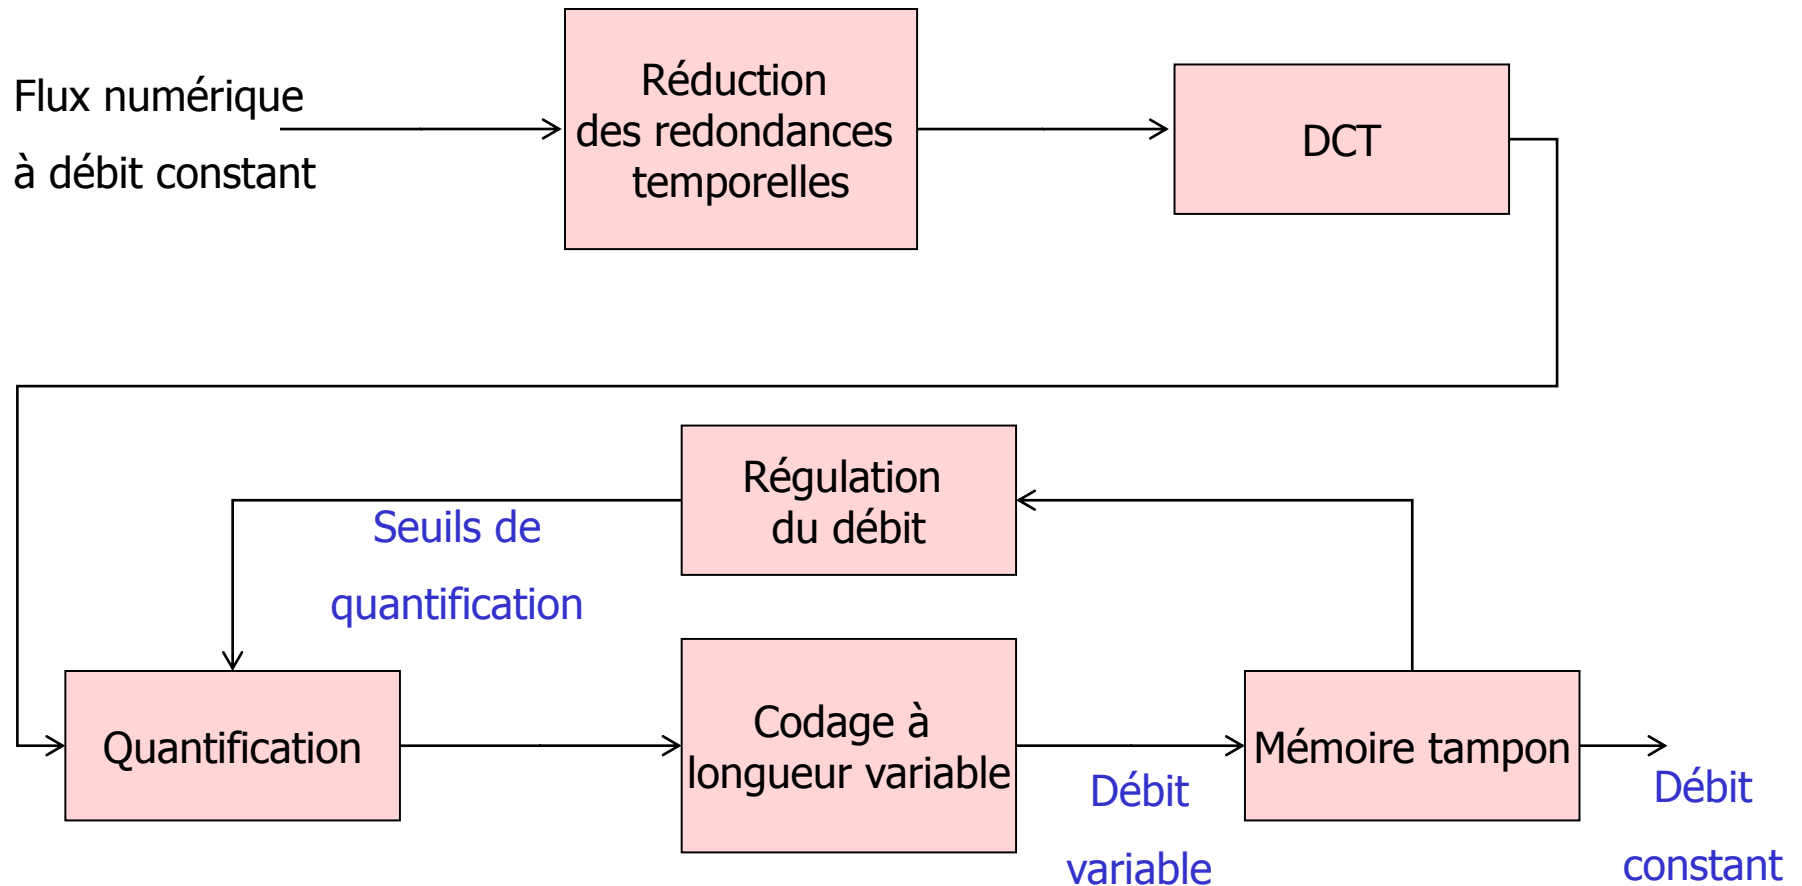 Flux numérique
à débit constant
Réduction
des redondances
temporelles
DCT
Régulation
du débit
Seuils de
quantification
Quantification
Codage à
longueur variable
Débit
variable
Mémoire tampon
Débit
constant